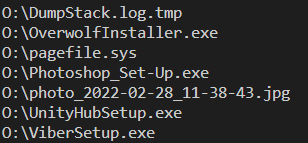 O:\DumpStack.log.tmp
O:\OverwolfInstaller.exe
O:\pagefile.sys
O:\Photoshop_Set-Up.exe
O:\photo_2022-02-28_11-38-43.jpg
O:\UnityHubSetup.exe
O:\ViberSetup.exe